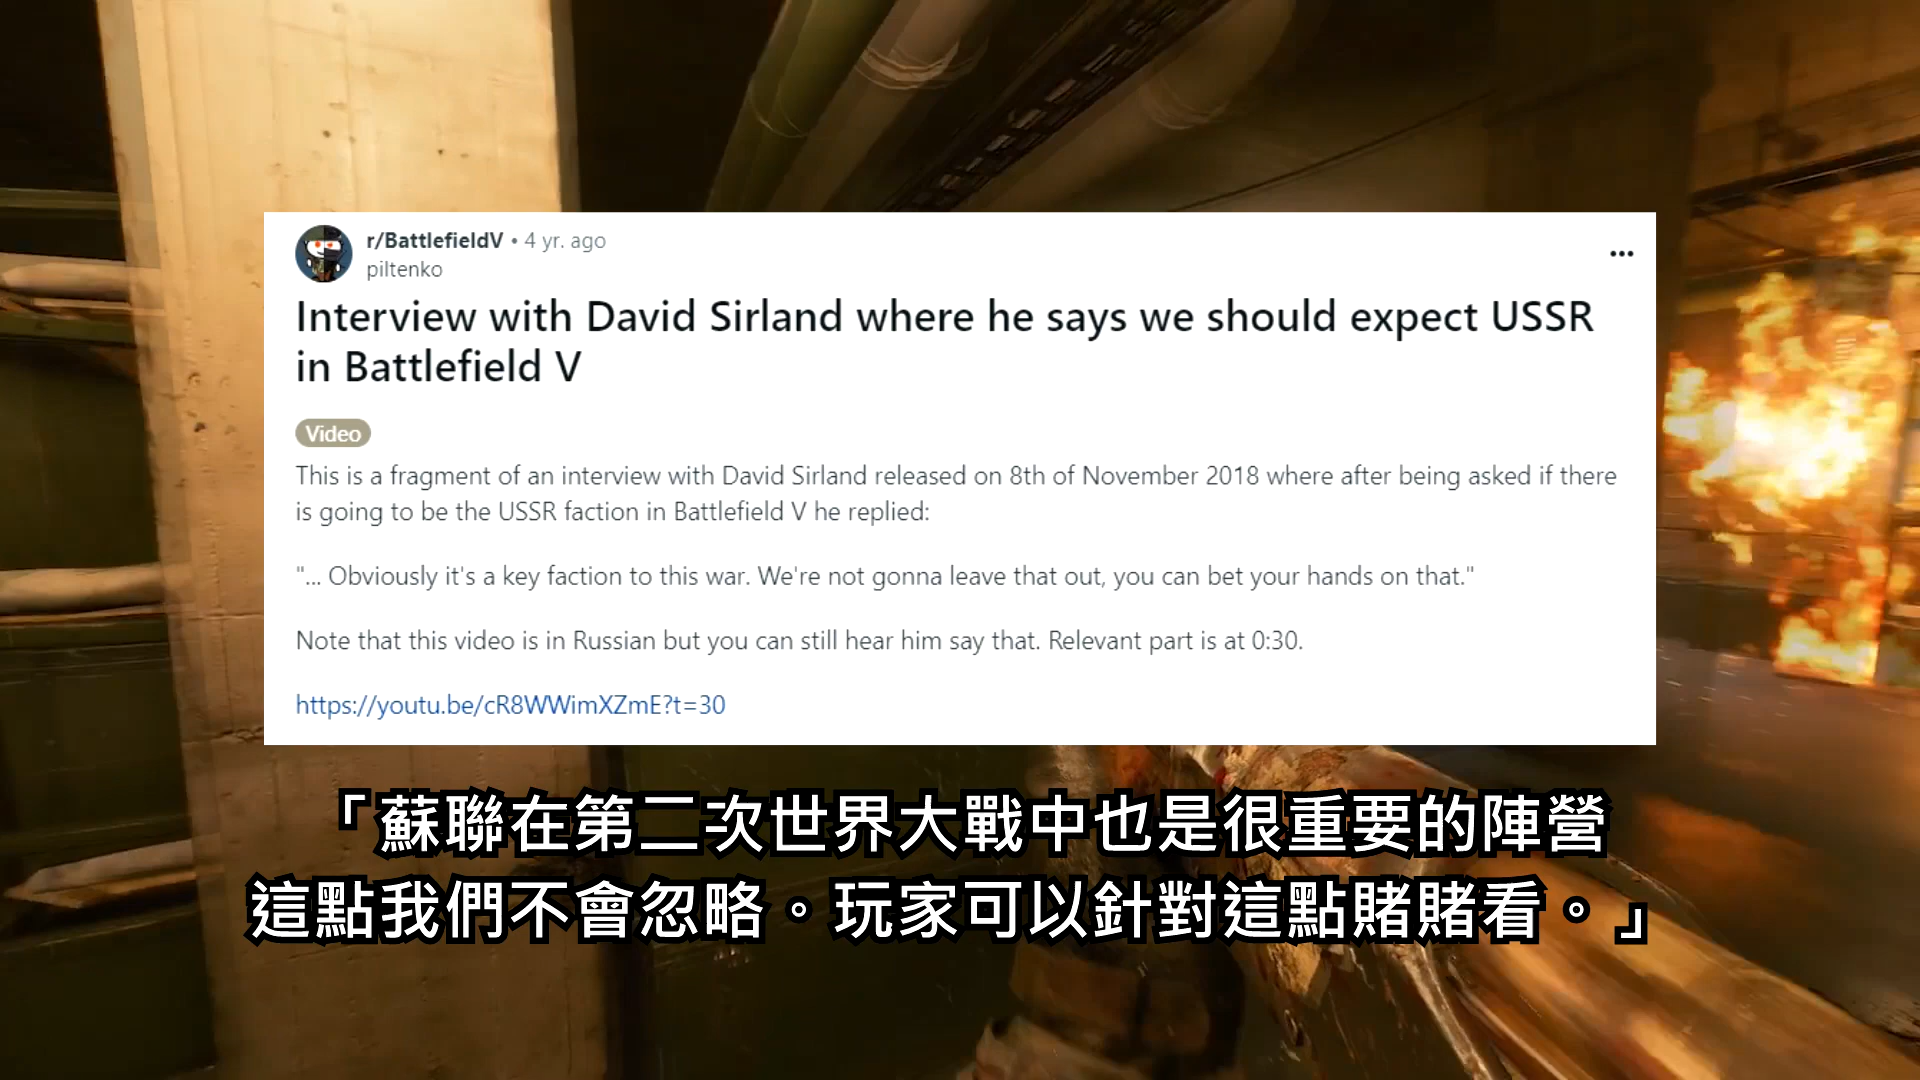 r/BattlefieldV • 4 yr. ago
piltenko
Interview with David Sirland where he says we should expect USSR
in Battlefield V
Video
This is a fragment of an interview with David Sirland released on 8th of November 2018 where after being asked if there
is going to be the USSR faction in Battlefield V he replied:
"... Obviously it's a key faction to this war. We're not gonna leave that out, you can bet your hands on that."
Note that this video is in Russian but you can still hear him say that. Relevant part is at 0:30.
https://youtu.be/cR8WWimXZmE?t=30
「蘇聯在第二次世界大戰中也是很重要的陣營
這點我們不會忽略。玩家可以針對這點賭賭看。」